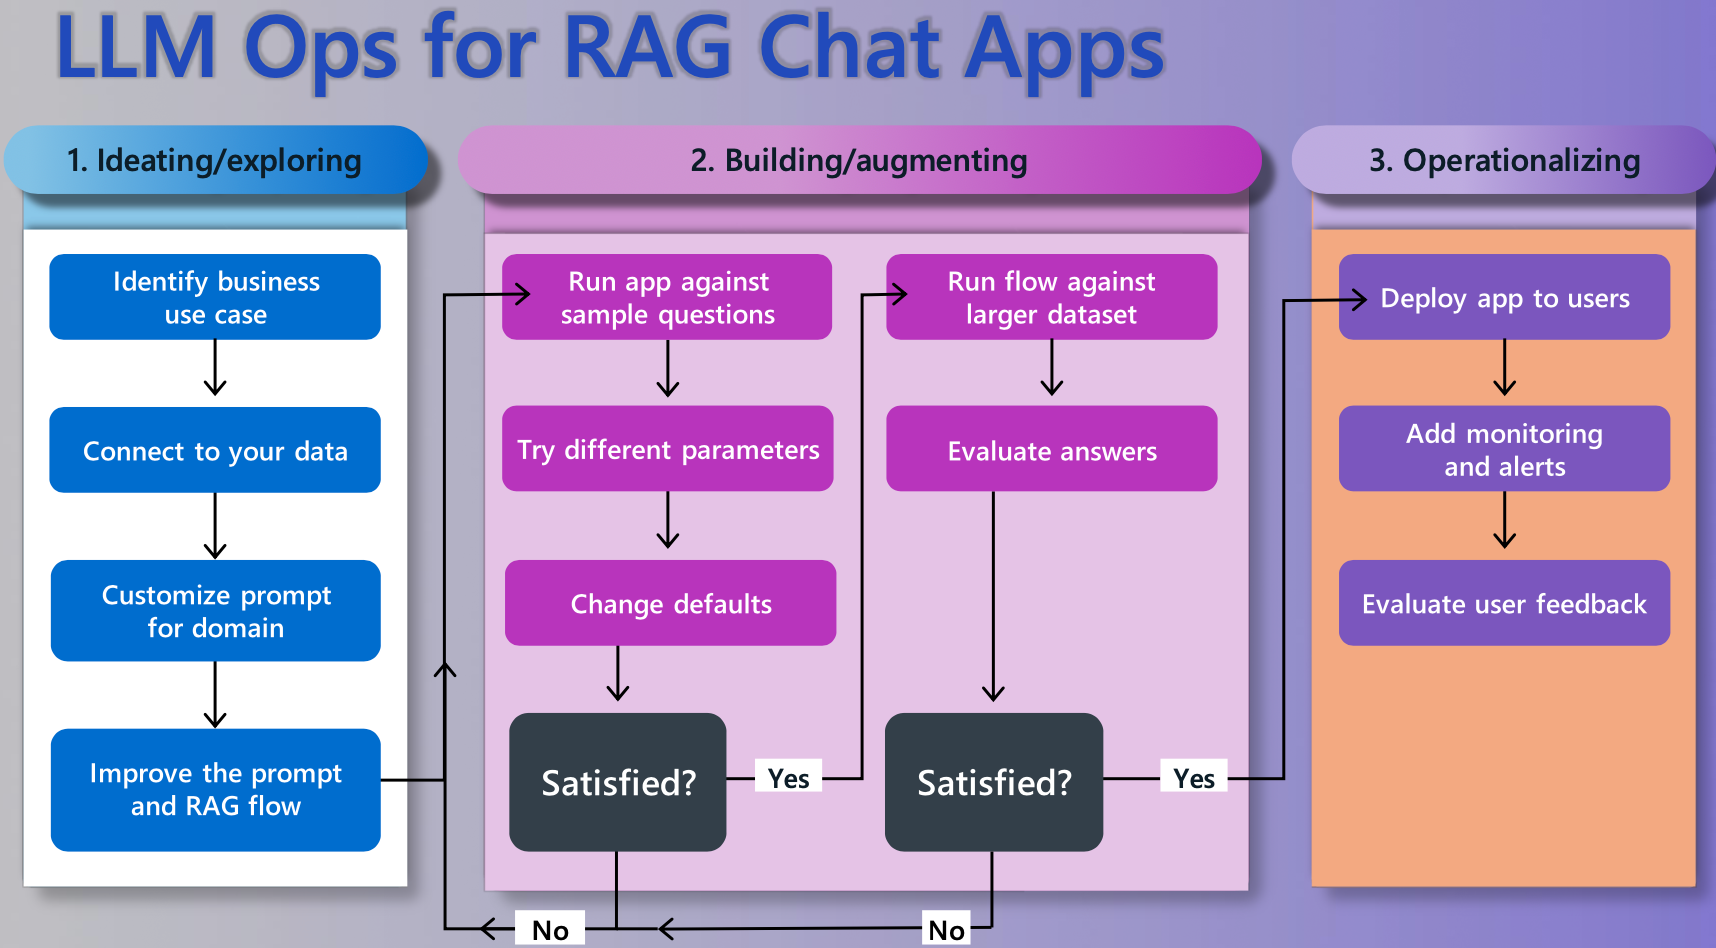 LLM Ops for RAG Chat Apps
1. Ideating/exploring
Identify business
use case
Connect to your data
Customize prompt
for domain
Improve the prompt
and RAG flow
2. Building/augmenting
Run app against
sample questions
Try different parameters
Change defaults
Satisfied?
Yes
No
Run flow against
larger dataset
Evaluate answers
Satisfied?
Yes
No
3. Operationalizing
Deploy app to users
Add monitoring
and alerts
Evaluate user feedback